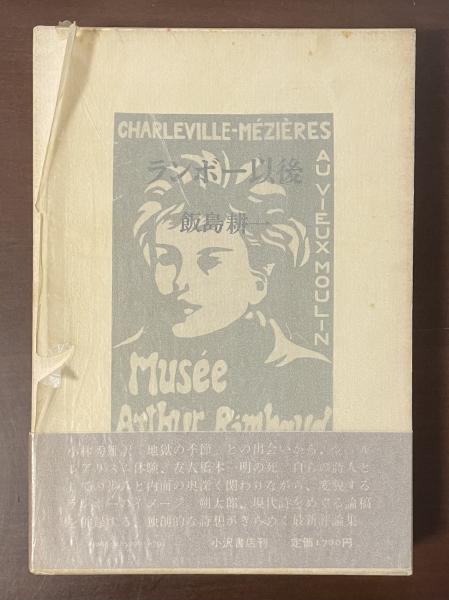 CHARLEVILLE-MÉZIÈRES
AU VIEUX MOULIN
ランボー以後
飯島耕一
Musée
Arthur Rimbaud
小林秀雄訳『地獄の季節』との出会いから、シュル
レアリスム体験、友人橋本一明の死、自らの詩人と
しての歩みと内面の奥深く関わりながら、変貌する
ランボーのイメージ。朔太郎、現代詩をめぐる論稿
を併録する、独創的な詩想がきらめく最新評論集。
小沢書店刊 定価1,700円